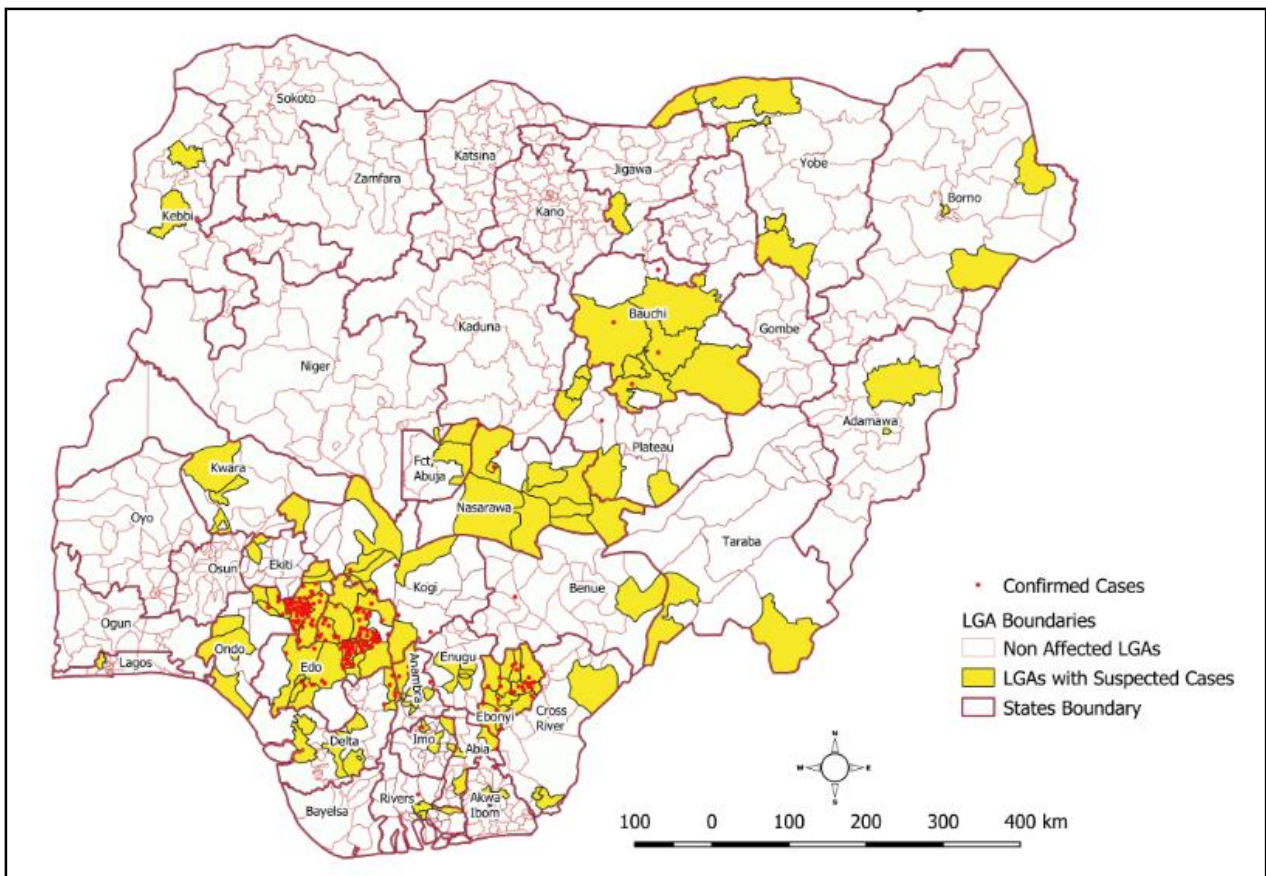 Sokoto
Katsina
Jigawa
Yobe
Zamfara
Kano
Borno
Kebbi
Bauchi
Kaduna
Gombe
Niger
Adamawa
Plateau
Kwara
Fct,
Abuja
Nasarawa
Oyo
Taraba
Osun
Ekiti
Kogi
Benue
Ogun
Ondo
Lagos
Edo
Enugu
Anambra
Ebonyi
Cross
River
Delta
Imo
Abia
Bayelsa
Rivers
Akwa
Ibom
Confirmed Cases
LGA Boundaries
Non Affected LGAs
LGAs with Suspected Cases
States Boundary
N
W
E
S
100 0 100 200 300 400 km